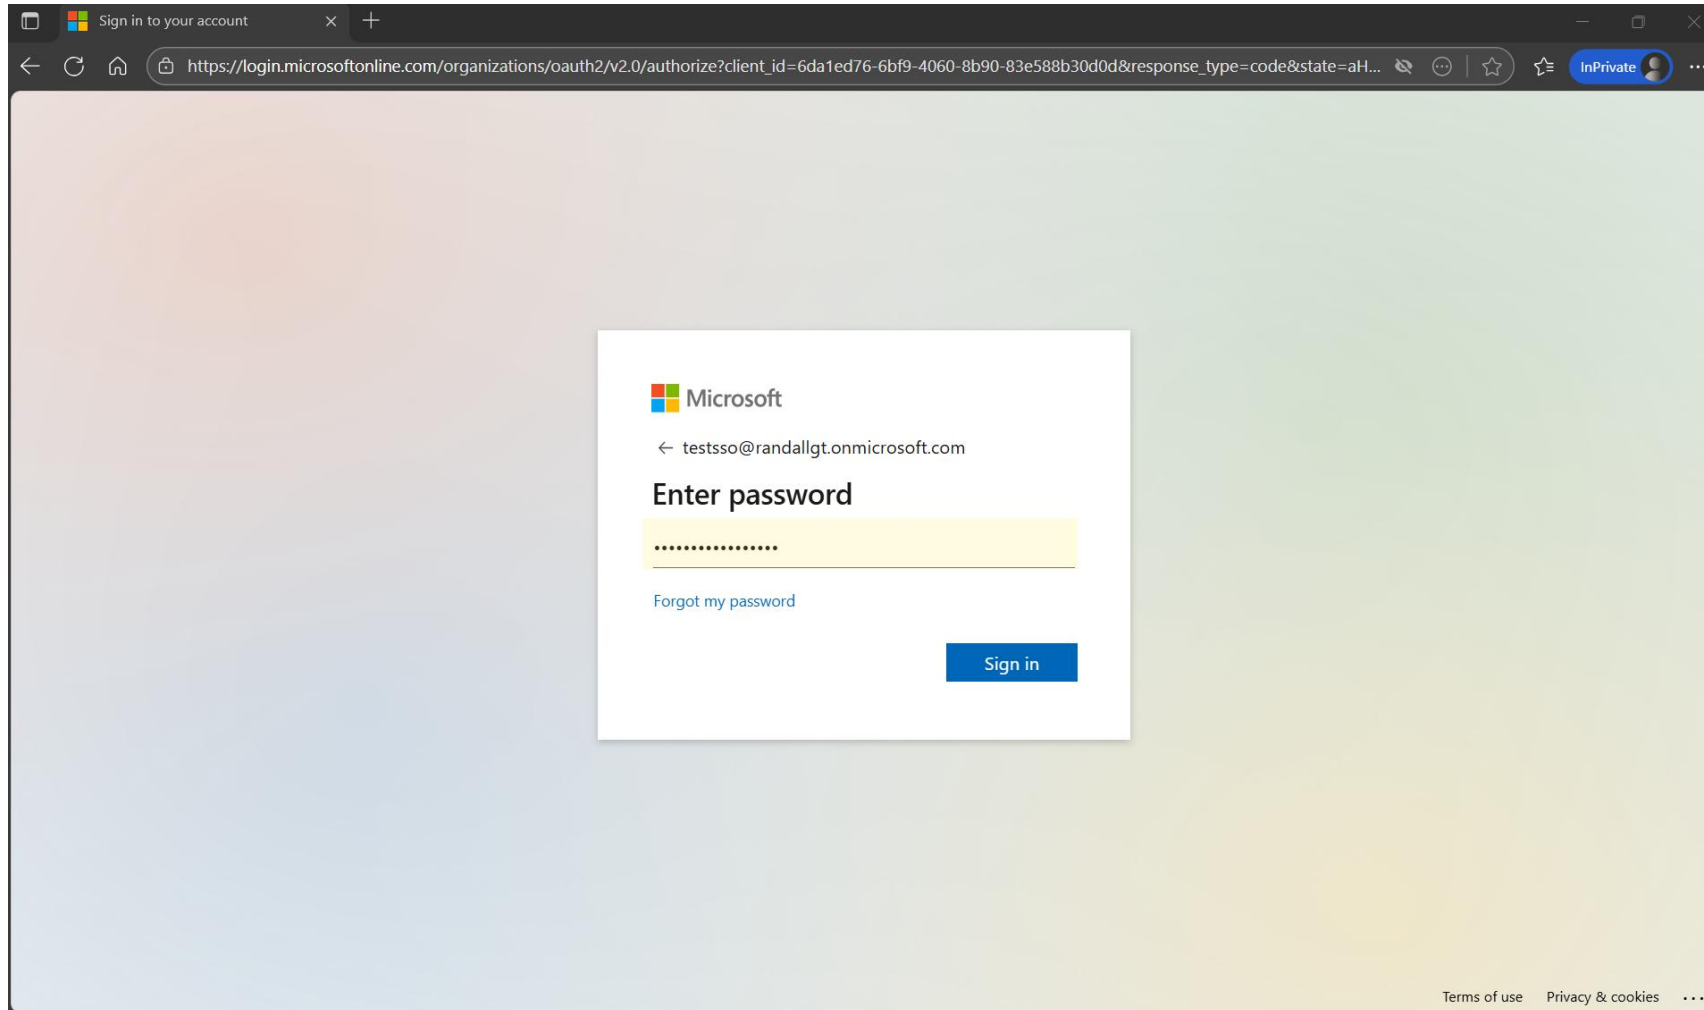 Sign in to your account
https://login.microsoftonline.com/organizations/oauth2/v2.0/authorize?client_id=6da1ed76-6bf9-4060-8b90-83e588b30d0d&response_type=code&state=aH...
InPrivate
Microsoft
testsso@randallgt.onmicrosoft.com
Enter password
•••••••••••••••••
Forgot my password
Sign in
Terms of use Privacy & cookies ...